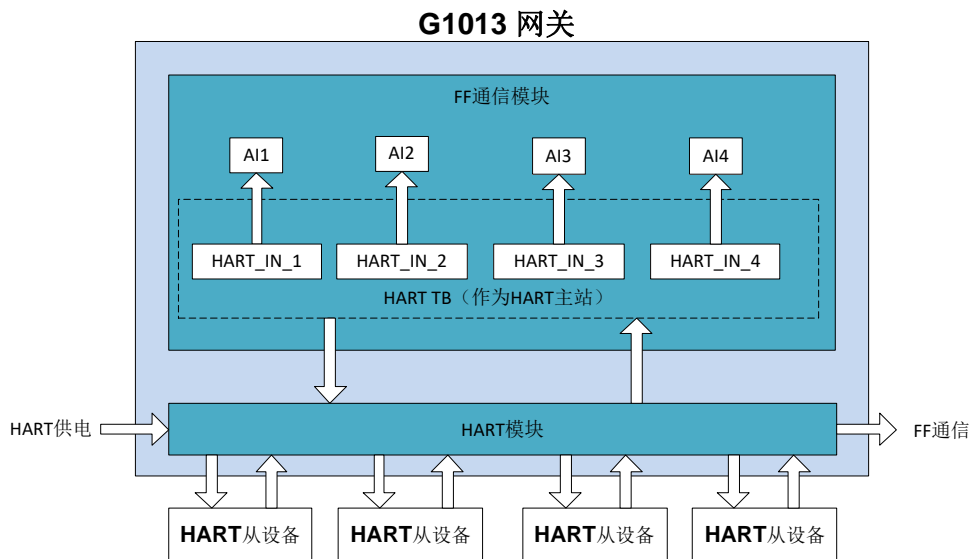 G1013 网关
FF通信模块
AI1
AI2
AI3
AI4
HART_IN_1
HART_IN_2
HART_IN_3
HART_IN_4
HART TB（作为HART主站）
HART供电
HART模块
FF通信
HART从设备
HART从设备
HART从设备
HART从设备